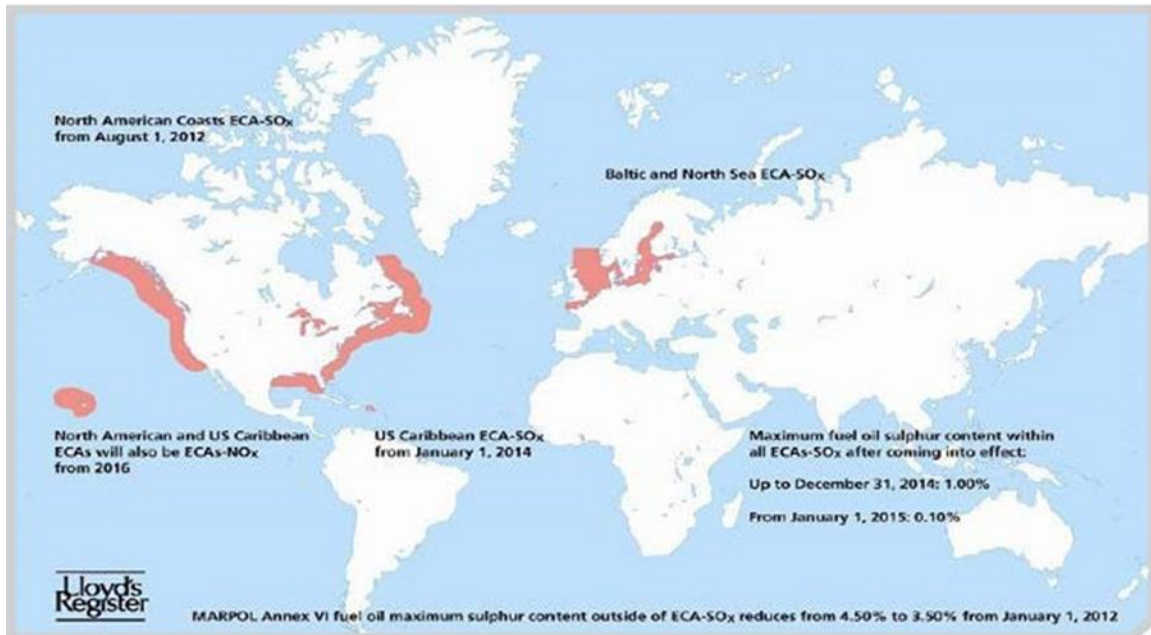 North American Coasts ECA-SOx
from August 1, 2012
Baltic and North Sea ECA-SOx
North American and US Caribbean
ECAs will also be ECAs-NOx
from 2016
US Caribbean ECA-SOx
from January 1, 2014
Maximum fuel oil sulphur content within
all ECAs-SOx after coming into effect:
Up to December 31, 2014: 1.00%
From January 1, 2015: 0.10%
Lloyd's
Register
MARPOL Annex VI fuel oil maximum sulphur content outside of ECA-SOx reduces from 4.50% to 3.50% from January 1, 2012